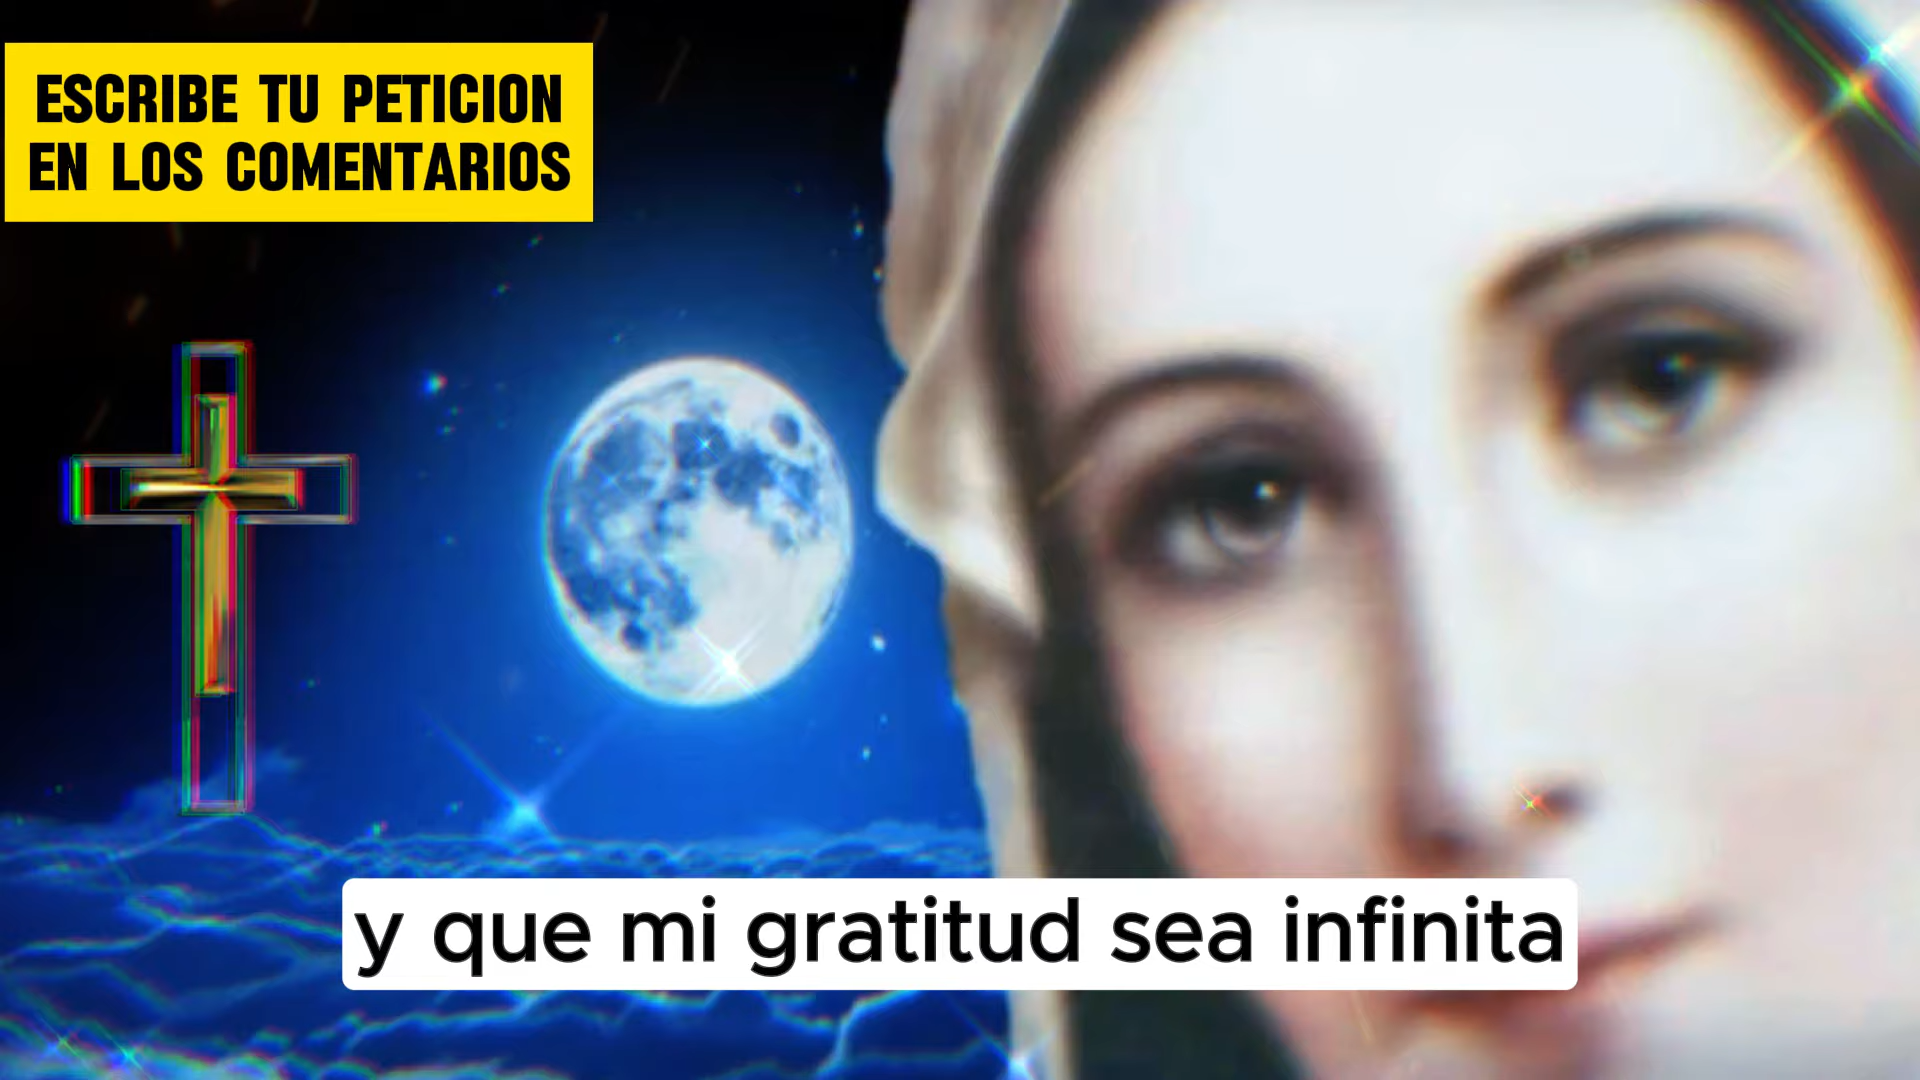 ESCRIBE TU PETICION
EN LOS COMENTARIOS
y que mi gratitud sea infinita